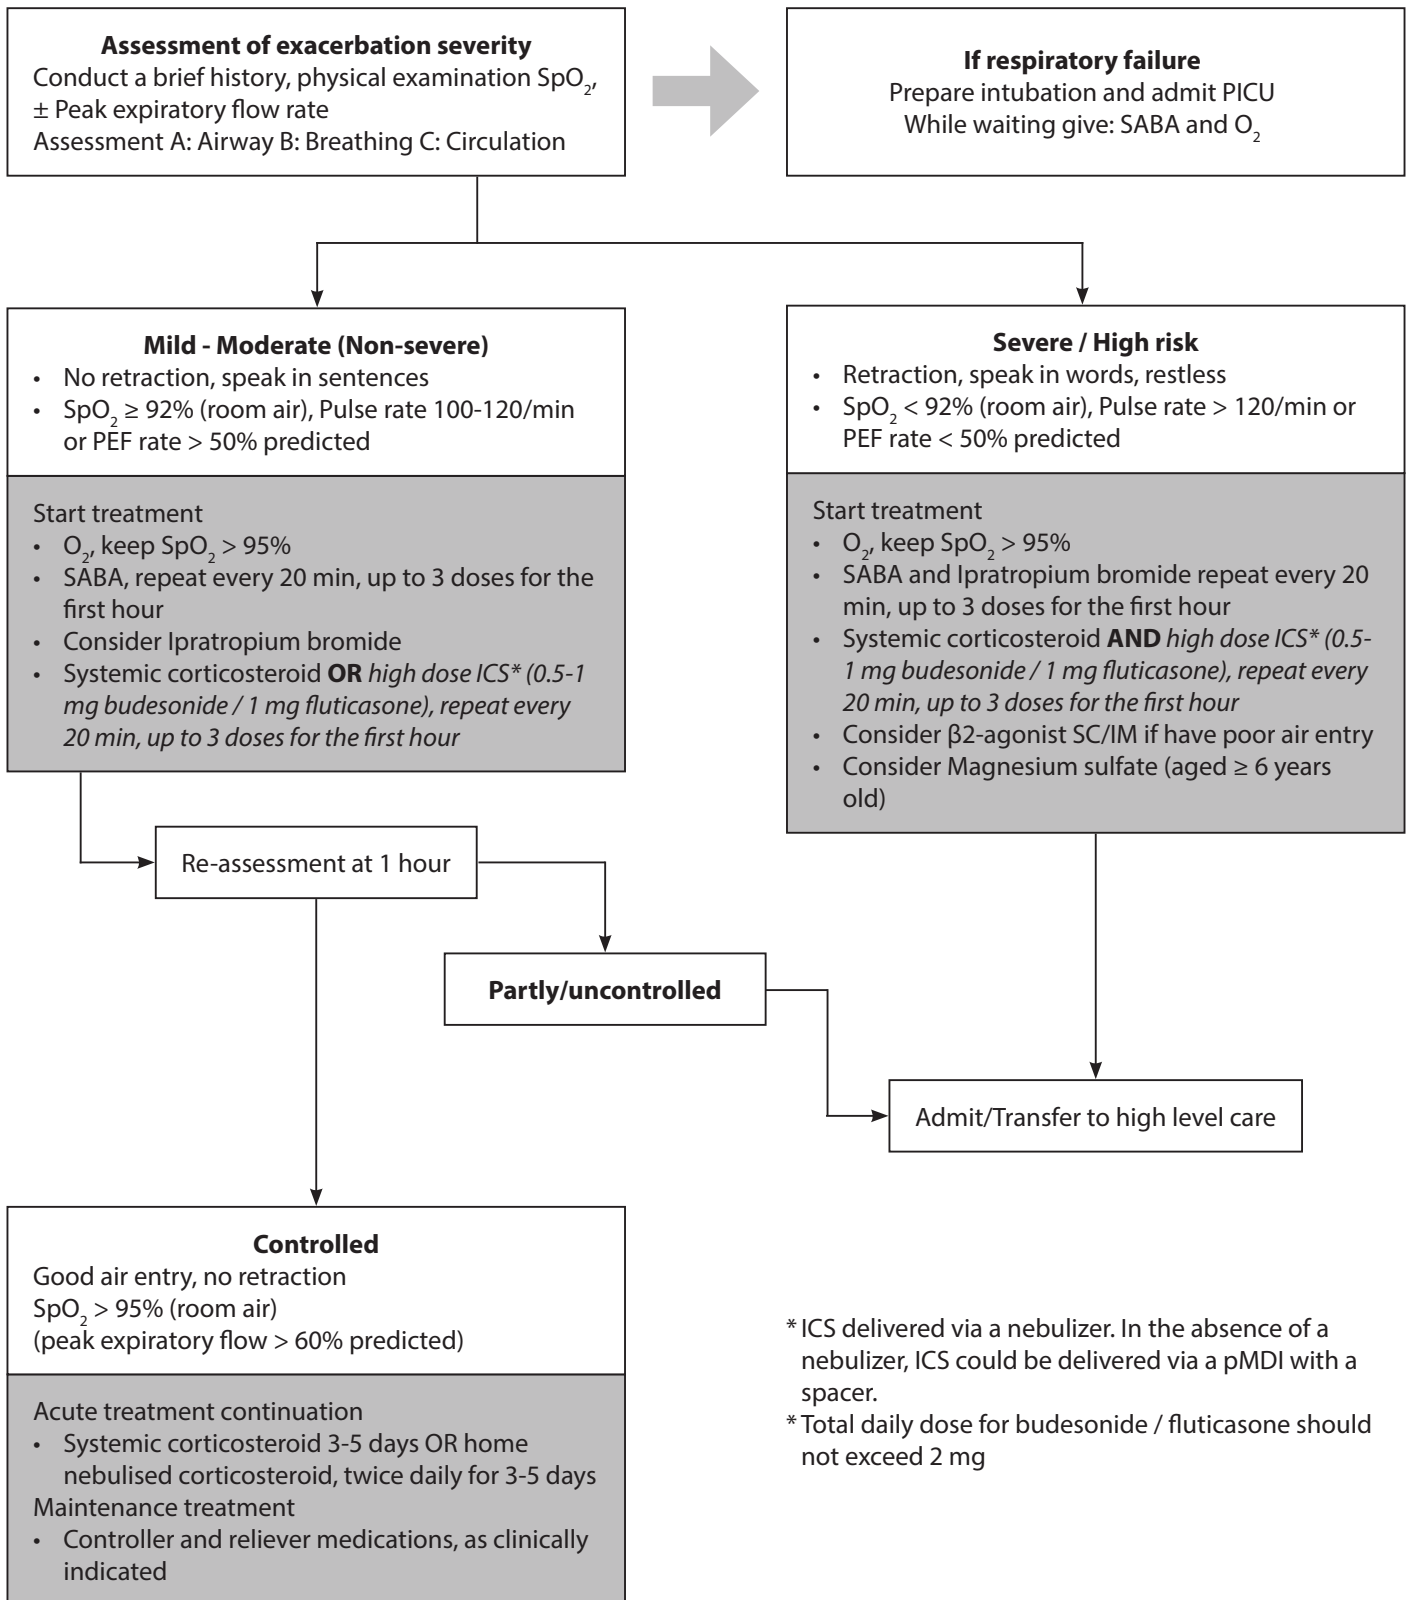 Assessment of exacerbation severity
Conduct a brief history, physical examination SpO₂,
± Peak expiratory flow rate
Assessment A: Airway B: Breathing C: Circulation
If respiratory failure
Prepare intubation and admit PICU
While waiting give: SABA and O₂
Mild - Moderate (Non-severe)
• No retraction, speak in sentences
• SpO₂ ≥ 92% (room air), Pulse rate 100-120/min
or PEF rate > 50% predicted
Start treatment
• O₂, keep SpO₂ > 95%
• SABA, repeat every 20 min, up to 3 doses for the
first hour
• Consider Ipratropium bromide
• Systemic corticosteroid OR high dose ICS* (0.5-1
mg budesonide / 1 mg fluticasone), repeat every
20 min, up to 3 doses for the first hour
Severe / High risk
• Retraction, speak in words, restless
• SpO₂ < 92% (room air), Pulse rate > 120/min or
PEF rate < 50% predicted
Start treatment
• O₂, keep SpO₂ > 95%
• SABA and Ipratropium bromide repeat every 20
min, up to 3 doses for the first hour
• Systemic corticosteroid AND high dose ICS* (0.5-
1 mg budesonide / 1 mg fluticasone), repeat every
20 min, up to 3 doses for the first hour
• Consider β2-agonist SC/IM if have poor air entry
• Consider Magnesium sulfate (aged ≥ 6 years
old)
Re-assessment at 1 hour
Partly/uncontrolled
Admit/Transfer to high level care
Controlled
Good air entry, no retraction
SpO₂ > 95% (room air)
(peak expiratory flow > 60% predicted)
Acute treatment continuation
• Systemic corticosteroid 3-5 days OR home
nebulised corticosteroid, twice daily for 3-5 days
Maintenance treatment
• Controller and reliever medications, as clinically
indicated
* ICS delivered via a nebulizer. In the absence of a
nebulizer, ICS could be delivered via a pMDI with a
spacer.
* Total daily dose for budesonide / fluticasone should
not exceed 2 mg